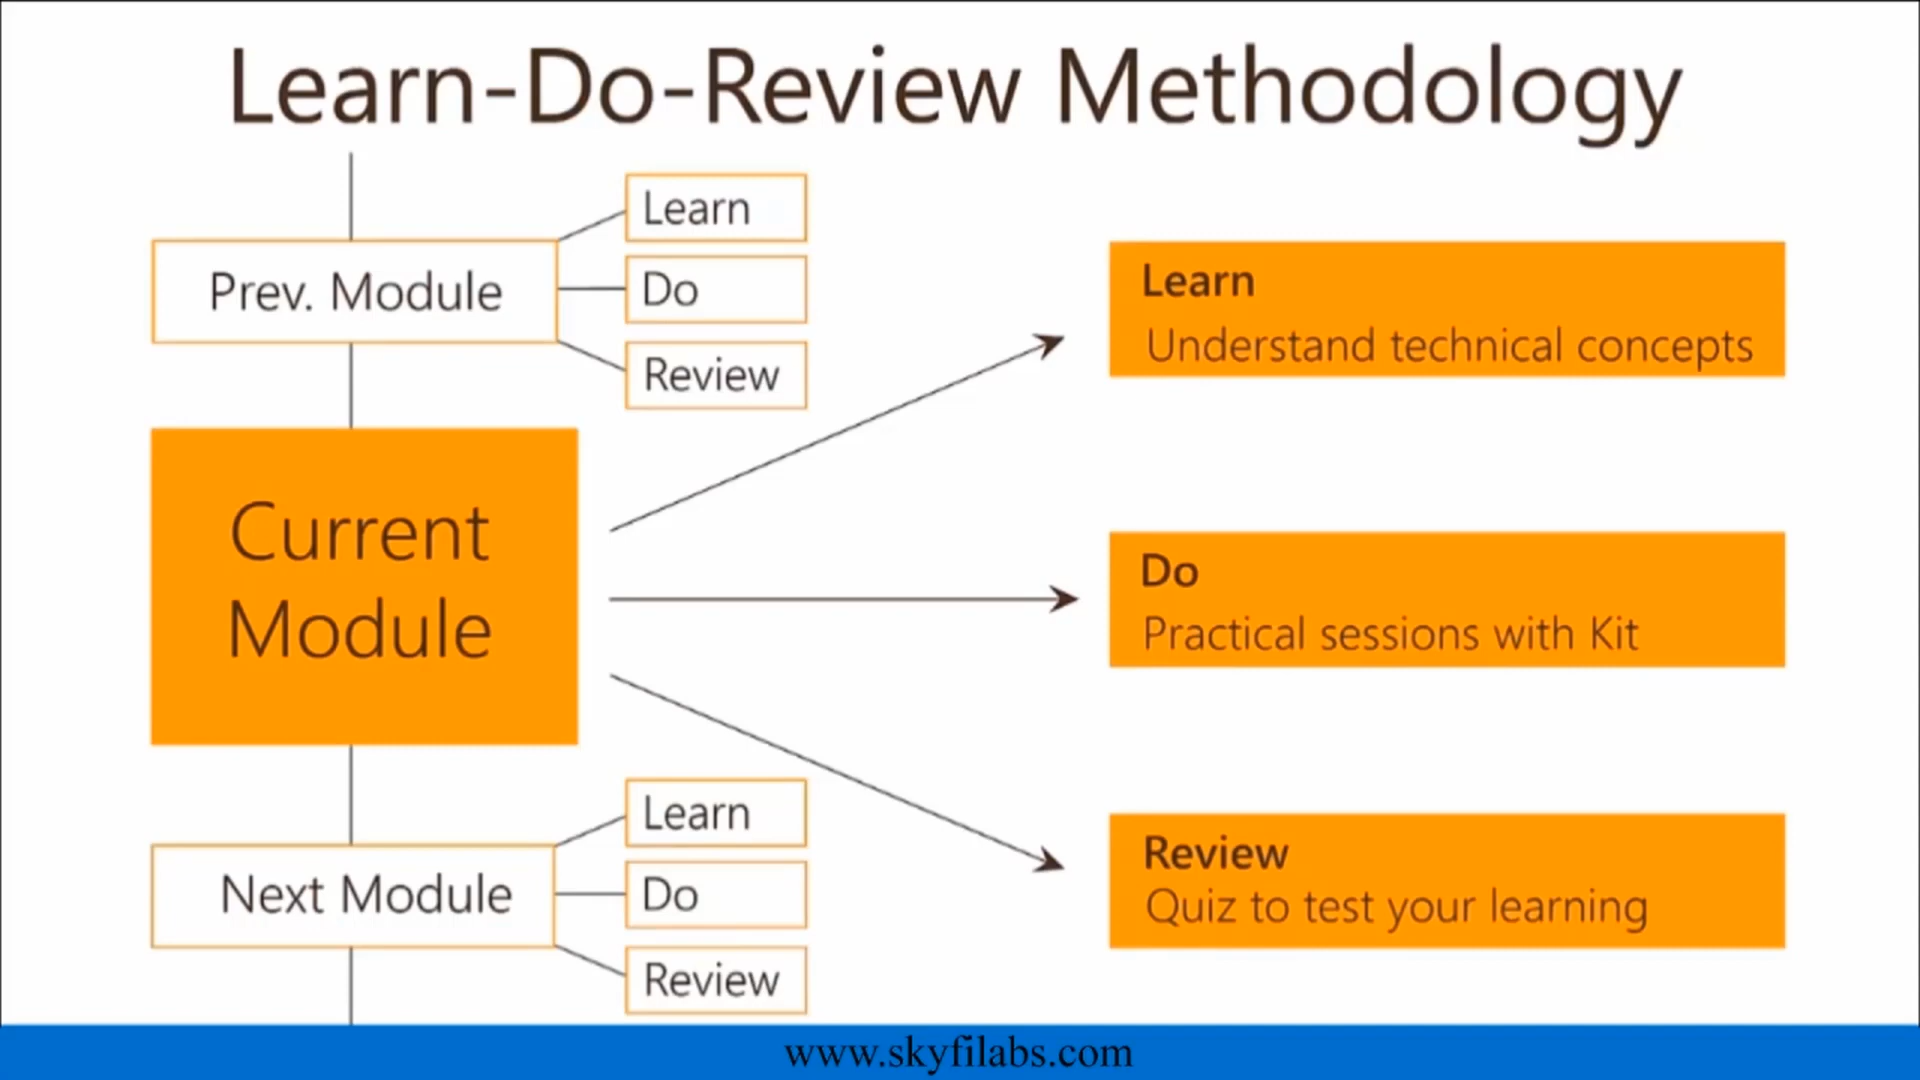 Learn-Do-Review Methodology
Prev. Module
Learn
Do
Review
Current
Module
Learn
Understand technical concepts
Do
Practical sessions with Kit
Review
Quiz to test your learning
Next Module
Learn
Do
Review
www.skyfilabs.com